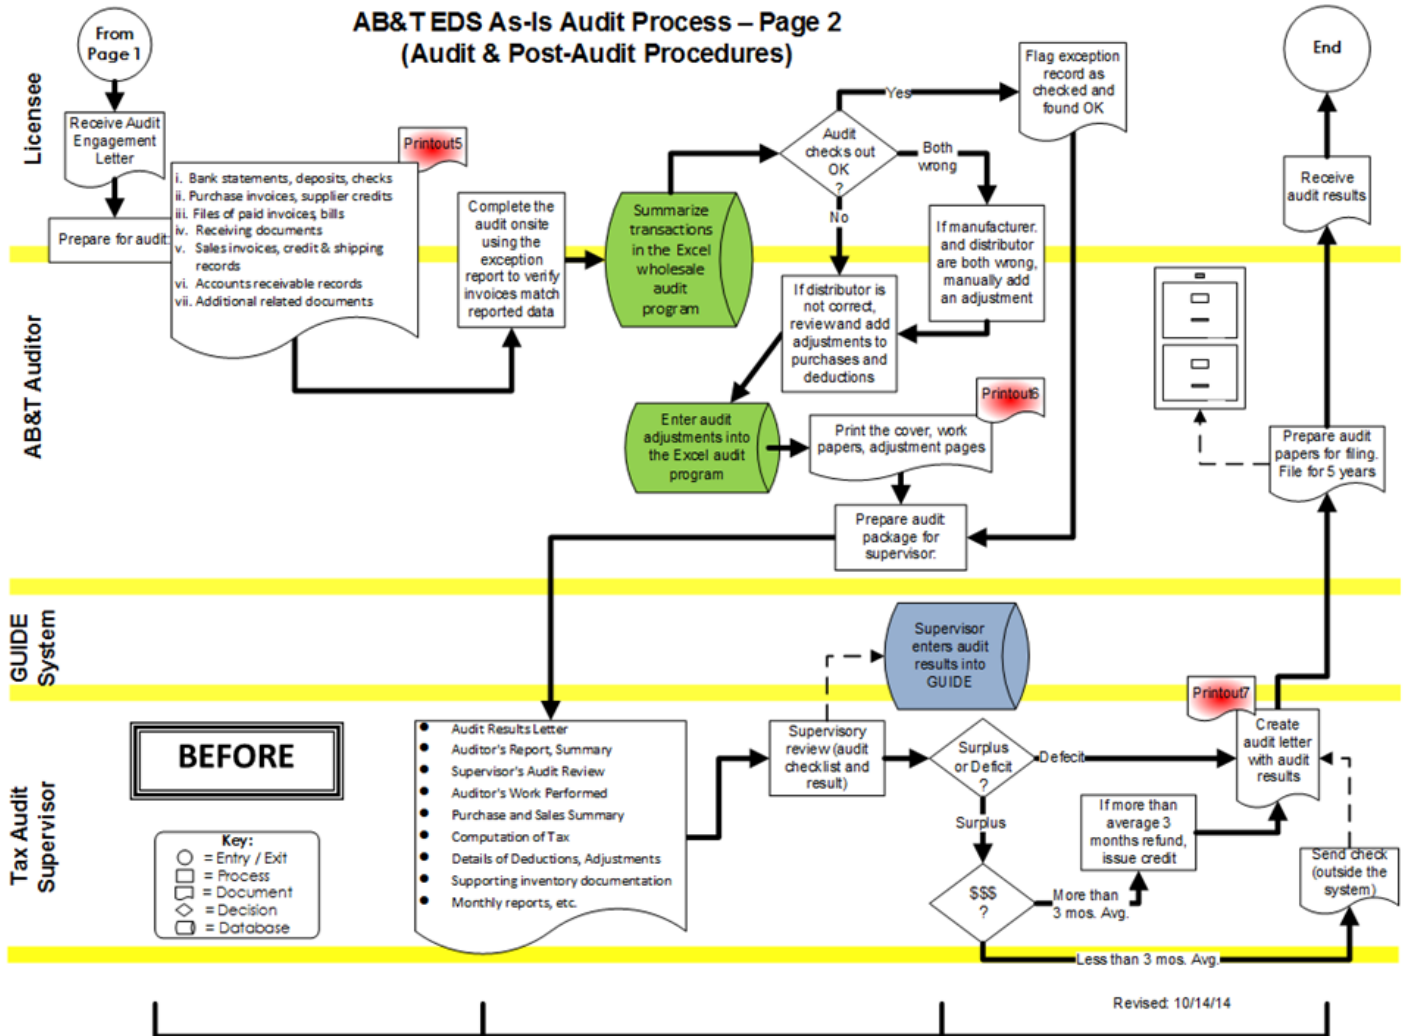 AB&T EDS As-Is Audit Process – Page 2
(Audit & Post-Audit Procedures)
Licensee
From
Page 1
Receive Audit
Engagement
Letter
Prepare for audit:
Printout5
i. Bank statements, deposits, checks
ii. Purchase invoices, supplier credits
iii. Files of paid invoices, bills
iv. Receiving documents
v. Sales invoices, credit & shipping
records
vi. Accounts receivable records
vii. Additional related documents
Complete the
audit onsite
using the
exception
report to verify
invoices match
reported data
Summarize
transactions
in the Excel
wholesale
audit
program
Audit
checks out
OK
?
Yes
Both
wrong
No
Flag exception
record as
checked and
found OK
If manufacturer.
and distributor
are both wrong,
manually add
an adjustment
End
Receive
audit results
AB&T Auditor
If distributor is
not correct,
review and add
adjustments to
purchases and
deductions
Enter audit
adjustments into
the Excel audit
program
Printout6
Print the cover, work
papers, adjustment pages
Prepare audit
package for
supervisor:
Prepare audit
papers for filing.
File for 5 years
GUIDE
System
Supervisor
enters audit
results into
GUIDE
Tax Audit
Supervisor
BEFORE
Key:
= Entry / Exit
= Process
= Document
= Decision
= Database
Audit Results Letter
Auditor's Report, Summary
Supervisor's Audit Review
Auditor's Work Performed
Purchase and Sales Summary
Computation of Tax
Details of Deductions, Adjustments
Supporting inventory documentation
Monthly reports, etc.
Supervisory
review (audit
checklist and
result)
Surplus
or Deficit
?
Defecit
Surplus
$$$
?
More than
3 mos. Avg.
Less than 3 mos. Avg.
If more than
average 3
months refund,
issue credit
Printout7
Create
audit letter
with audit
results
Send check
(outside the
system)
Revised: 10/14/14